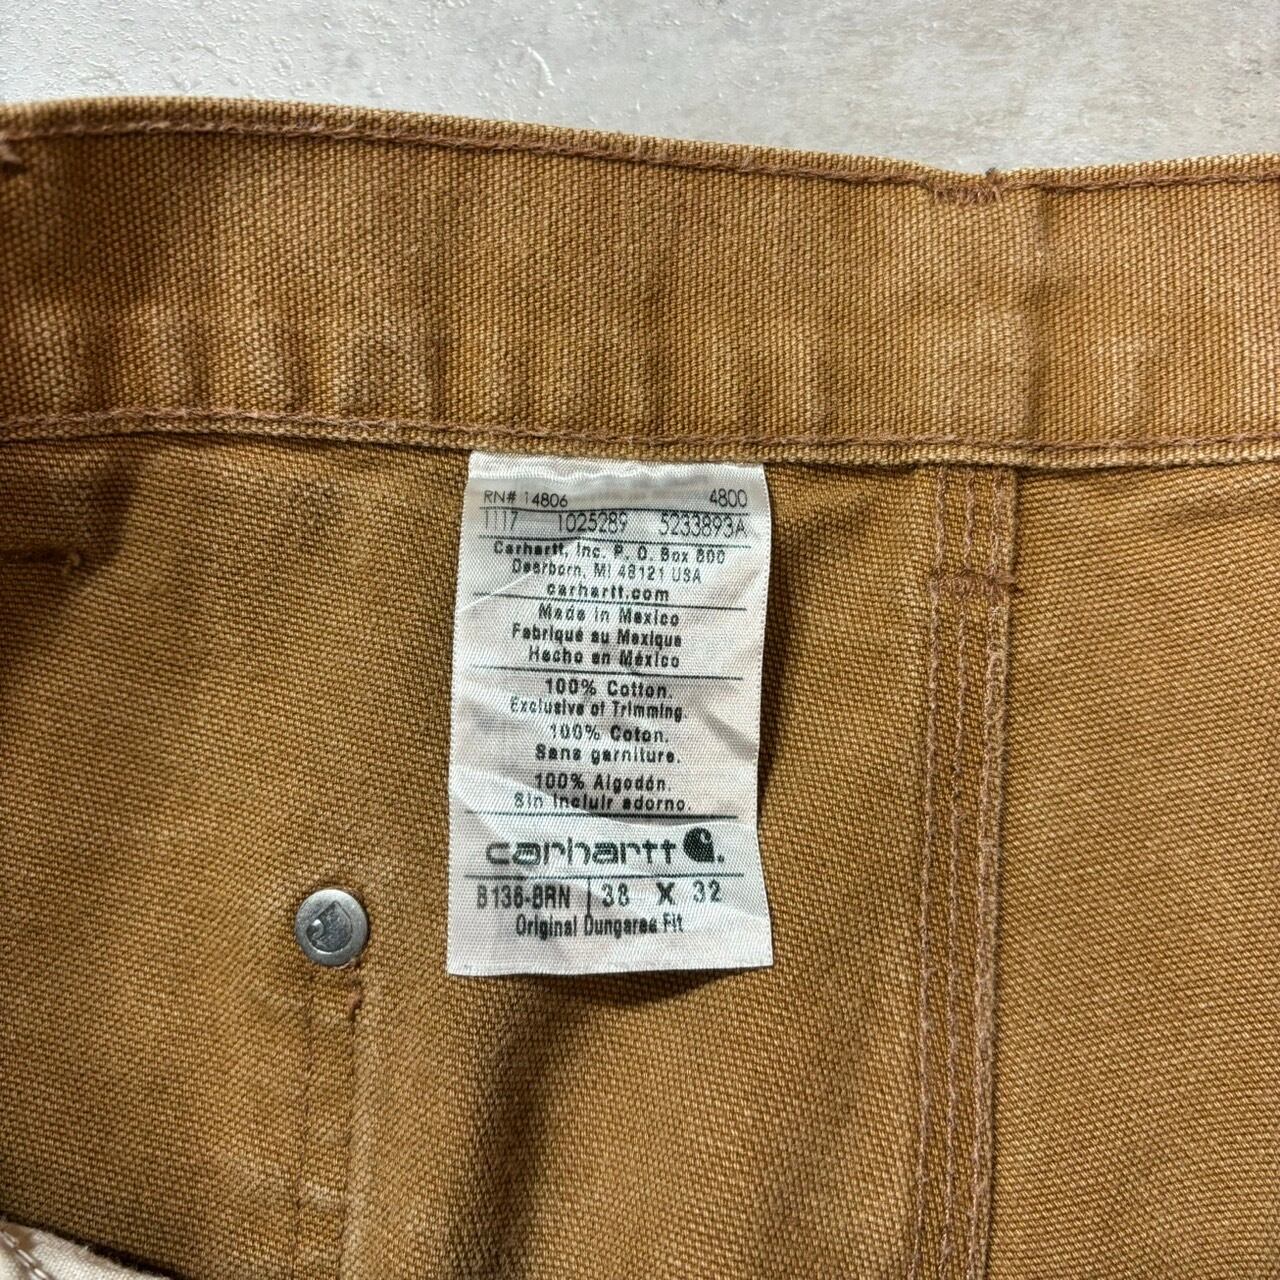 RN# 14806 4800
1117 1025289 5233893A
Carhartt, Inc. P. O. Box 600
Dearborn, MI 48121 USA
carhartt.com
Made in Mexico
Fabriqué au Mexique
Hecho en México
100% Cotton.
Exclusive of Trimming.
100% Coton.
Sans garniture.
100% Algodón.
Sin incluir adorno.
carhartt
B136-BRN 38 X 32
Original Dungaree Fit